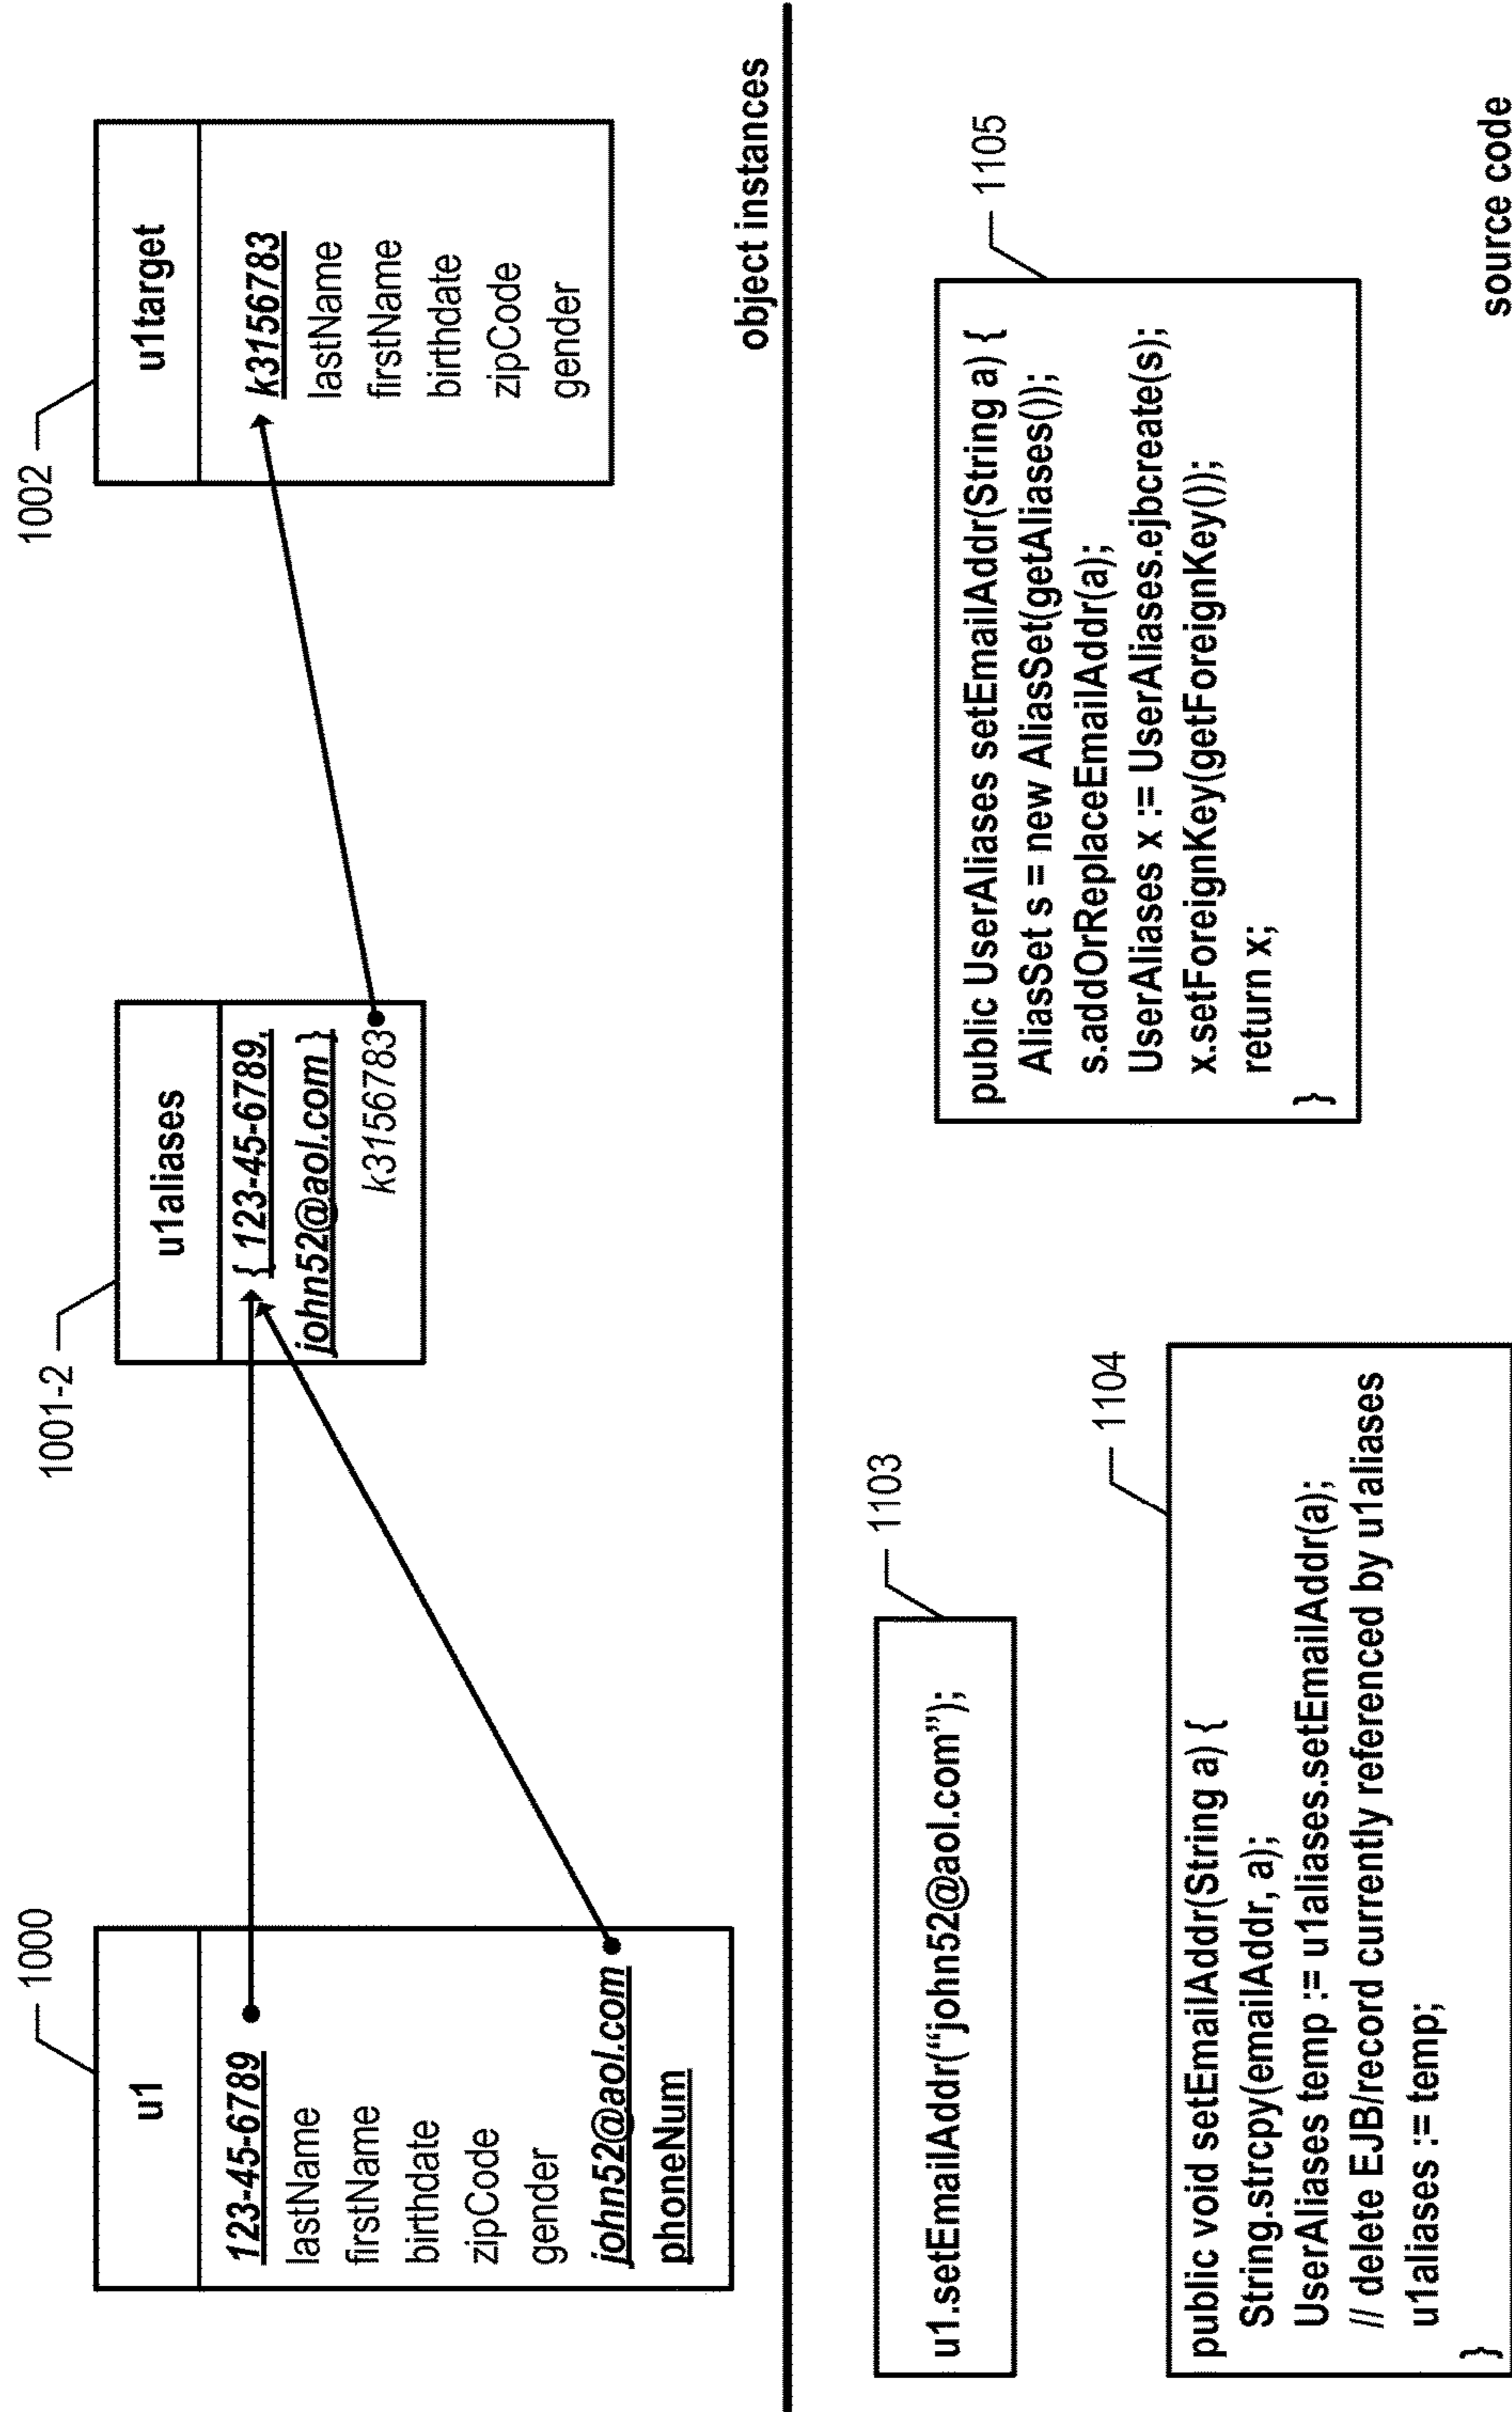 1000
u1
123-45-6789
lastName
firstName
birthdate
zipCode
gender
john52@aol.com
phoneNum
1001-2
u1aliases
{ 123-45-6789,
john52@aol.com }
k3156783
1002
u1target
k3156783
lastName
firstName
birthdate
zipCode
gender
object instances
1103
u1.setEmailAddr(“john52@aol.com”);
1104
public void setEmailAddr(String a) {
String.strcpy(emailAddr, a);
UserAliases temp := u1aliases.setEmailAddr(a);
// delete EJB/record currently referenced by u1aliases
u1aliases := temp;
}
1105
public UserAliases setEmailAddr(String a) {
AliasSet s = new AliasSet(getAliases());
s.addOrReplaceEmailAddr(a);
UserAliases x := UserAliases.ejbcreate(s);
x.setForeignKey(getForeignKey());
return x;
}
source code